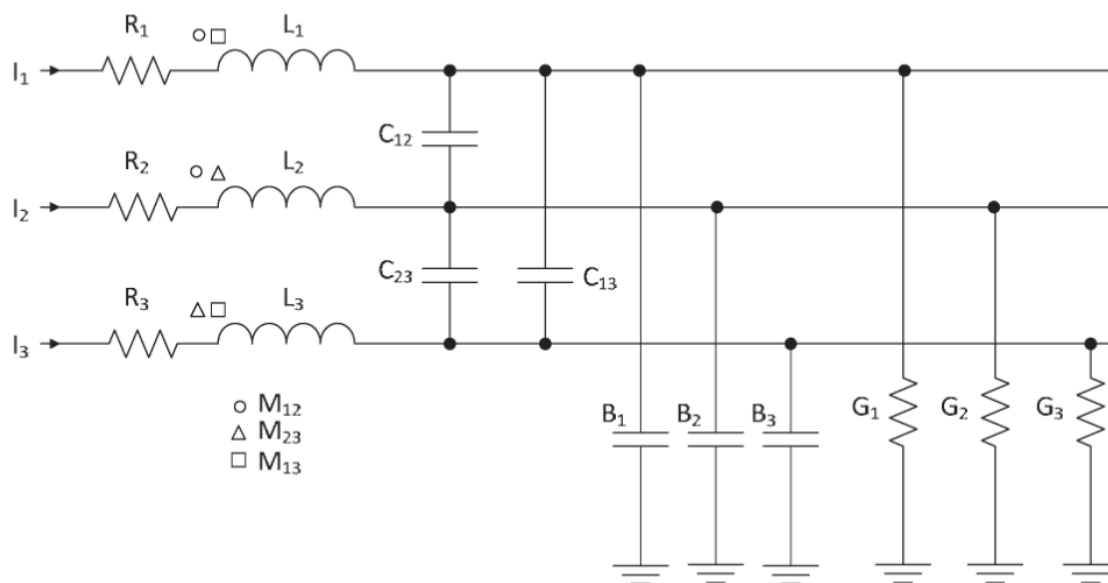 R₁ L₁
I₁
C₁₂
R₂ L₂
I₂
C₂₃ C₁₃
R₃ L₃
I₃
M₁₂
M₂₃
M₁₃
B₁ B₂ B₃ G₁ G₂ G₃